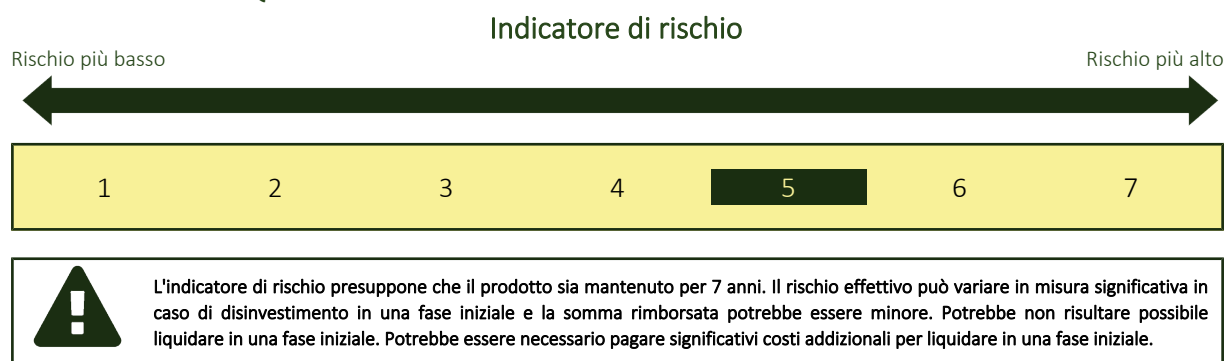 Indicatore di rischio
Rischio più basso
Rischio più alto
1 2 3 4 5 6 7
L'indicatore di rischio presuppone che il prodotto sia mantenuto per 7 anni. Il rischio effettivo può variare in misura significativa in
caso di disinvestimento in una fase iniziale e la somma rimborsata potrebbe essere minore. Potrebbe non risultare possibile
liquidare in una fase iniziale. Potrebbe essere necessario pagare significativi costi addizionali per liquidare in una fase iniziale.